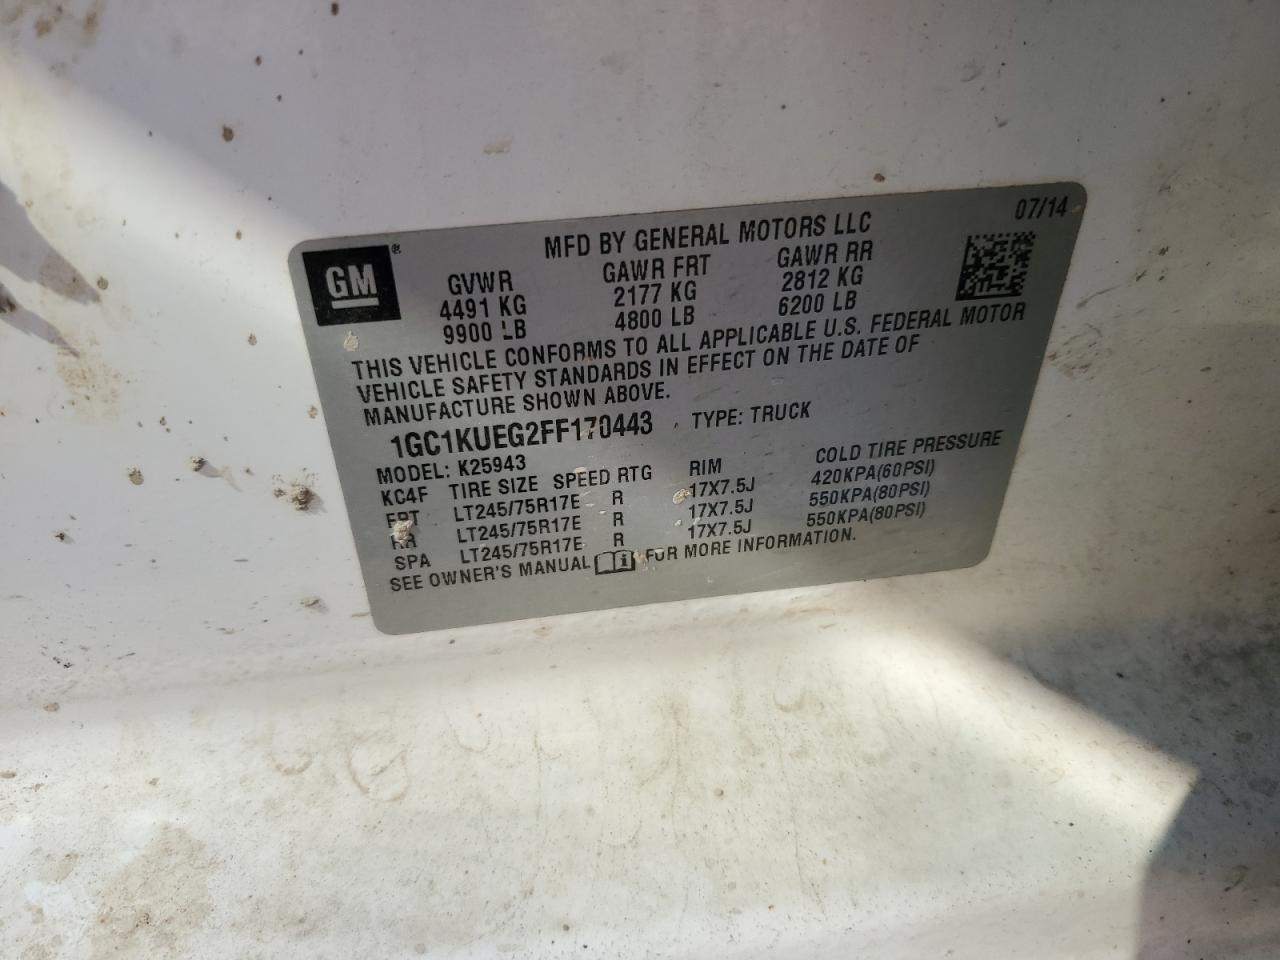 07/14
GM ®
MFD BY GENERAL MOTORS LLC
GVWR GAWR FRT GAWR RR
4491 KG 2177 KG 2812 KG
9900 LB 4800 LB 6200 LB
THIS VEHICLE CONFORMS TO ALL APPLICABLE U.S. FEDERAL MOTOR
VEHICLE SAFETY STANDARDS IN EFFECT ON THE DATE OF
MANUFACTURE SHOWN ABOVE.
1GC1KUEG2FF170443 TYPE: TRUCK
MODEL: K25943
KC4F TIRE SIZE SPEED RTG RIM COLD TIRE PRESSURE
FRT LT245/75R17E R 17X7.5J 420KPA(60PSI)
RR LT245/75R17E R 17X7.5J 550KPA(80PSI)
SPA LT245/75R17E R 17X7.5J 550KPA(80PSI)
SEE OWNER'S MANUAL FOR MORE INFORMATION.